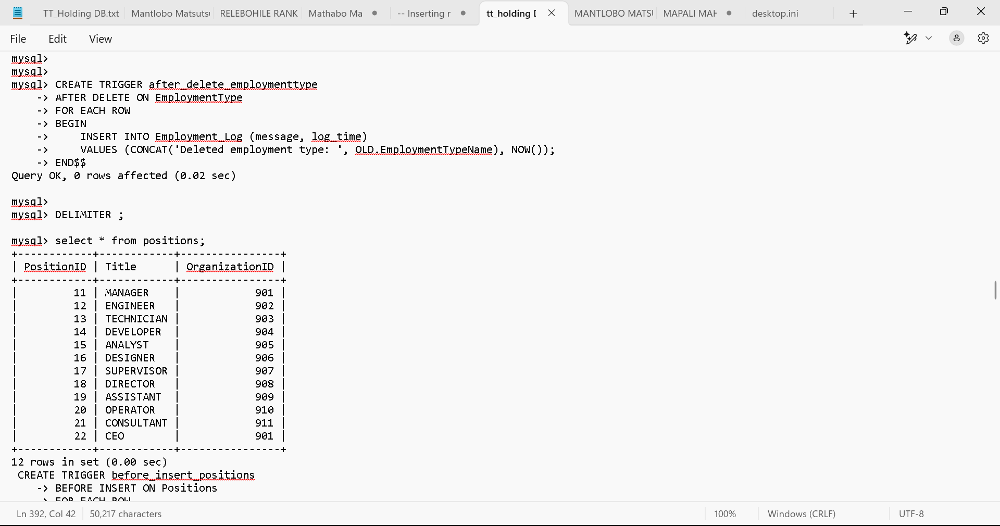 TT_Holding DB.txt Mantlobo Matsuts RELEBOHILE RANK Mathabo Ma -- Inserting r tt_holding MANTLOBO MATS MAPALI MAH desktop.ini
File Edit View
mysql>
mysql>
mysql> CREATE TRIGGER after_delete_employmenttype
    -> AFTER DELETE ON EmploymentType
    -> FOR EACH ROW
    -> BEGIN
    ->     INSERT INTO Employment_Log (message, log_time)
    ->     VALUES (CONCAT('Deleted employment type: ', OLD.EmploymentTypeName), NOW());
    -> END$$
Query OK, 0 rows affected (0.02 sec)
mysql>
mysql> DELIMITER ;
mysql> select * from positions;
+------------+------------+----------------+
| PositionID | Title      | OrganizationID |
+------------+------------+----------------+
|         11 | MANAGER    |            901 |
|         12 | ENGINEER   |            902 |
|         13 | TECHNICIAN |            903 |
|         14 | DEVELOPER  |            904 |
|         15 | ANALYST    |            905 |
|         16 | DESIGNER   |            906 |
|         17 | SUPERVISOR |            907 |
|         18 | DIRECTOR   |            908 |
|         19 | ASSISTANT  |            909 |
|         20 | OPERATOR   |            910 |
|         21 | CONSULTANT |            911 |
|         22 | CEO        |            901 |
+------------+------------+----------------+
12 rows in set (0.00 sec)
 CREATE TRIGGER before_insert_positions
    -> BEFORE INSERT ON Positions
    -> FOR EACH ROW
Ln 392, Col 42 50,217 characters 100% Windows (CRLF) UTF-8